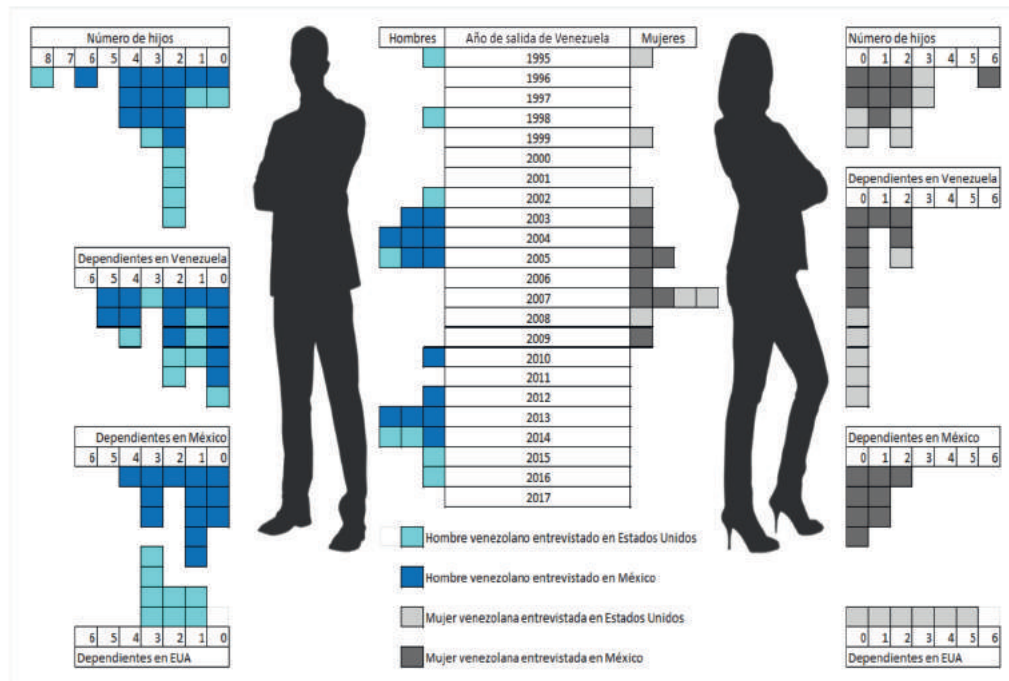 Número de hijos
8 7 6 5 4 3 2 1 0
Dependientes en Venezuela
6 5 4 3 2 1 0
Dependientes en México
6 5 4 3 2 1 0
6 5 4 3 2 1 0
Dependientes en EUA
Hombres Año de salida de Venezuela Mujeres
1995
1996
1997
1998
1999
2000
2001
2002
2003
2004
2005
2006
2007
2008
2009
2010
2011
2012
2013
2014
2015
2016
2017
Hombre venezolano entrevistado en Estados Unidos
Hombre venezolano entrevistado en México
Mujer venezolana entrevistada en Estados Unidos
Mujer venezolana entrevistada en México
Número de hijos
0 1 2 3 4 5 6
Dependientes en Venezuela
0 1 2 3 4 5 6
Dependientes en México
0 1 2 3 4 5 6
0 1 2 3 4 5 6
Dependientes en EUA